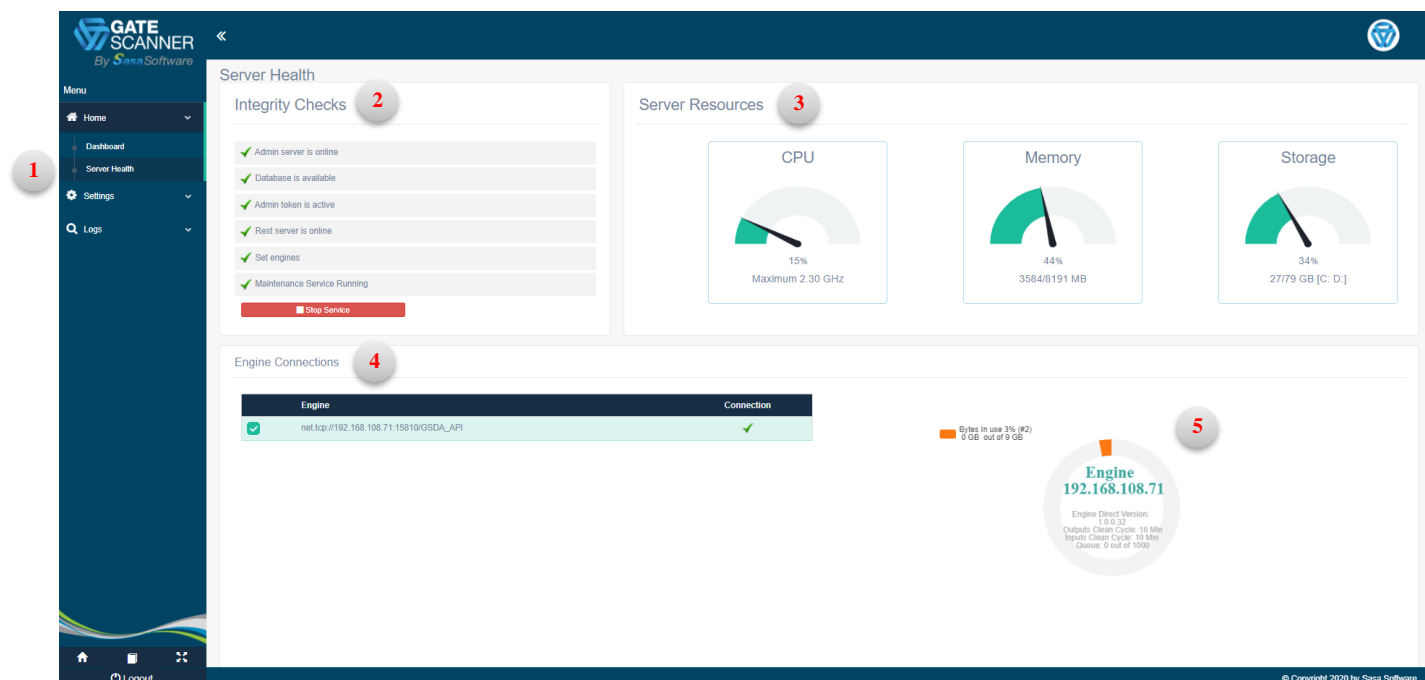 GATE
SCANNER
By Sasa Software
Menu
Home
Dashboard
1
Server Health
Settings
Logs
Logout
Server Health
Integrity Checks
2
Admin server is online
Database is available
Admin token is active
Rest server is online
Set engines
Maintenance Service Running
Stop Service
Server Resources
3
CPU
15%
Maximum 2.30 GHz
Memory
44%
3584/8191 MB
Storage
34%
27/79 GB [C: D:]
Engine Connections
4
Engine Connection
net.tcp://192.168.108.71:15810/GSDA_API
5
Bytes In use 3% (#2)
0 GB out of 9 GB
Engine
192.168.108.71
Engine Direct Version:
1.0.0.32
Outputs Clean Cycle: 10 Min
Inputs Clean Cycle: 10 Min
Queue: 0 out of 1000
© Copyright 2020 by Sasa Software